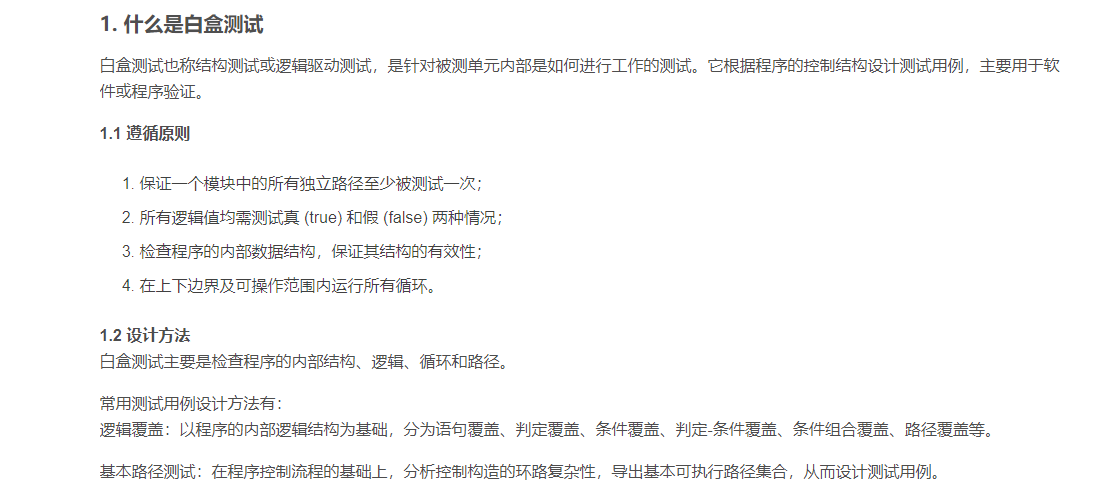 1. 什么是白盒测试
白盒测试也称结构测试或逻辑驱动测试，是针对被测单元内部是如何进行工作的测试。它根据程序的控制结构设计测试用例，主要用于软
件或程序验证。
1.1 遵循原则
1. 保证一个模块中的所有独立路径至少被测试一次；
2. 所有逻辑值均需测试真 (true) 和假 (false) 两种情况；
3. 检查程序的内部数据结构，保证其结构的有效性；
4. 在上下边界及可操作范围内运行所有循环。
1.2 设计方法
白盒测试主要是检查程序的内部结构、逻辑、循环和路径。
常用测试用例设计方法有：
逻辑覆盖：以程序的内部逻辑结构为基础，分为语句覆盖、判定覆盖、条件覆盖、判定-条件覆盖、条件组合覆盖、路径覆盖等。
基本路径测试：在程序控制流程的基础上，分析控制构造的环路复杂性，导出基本可执行路径集合，从而设计测试用例。